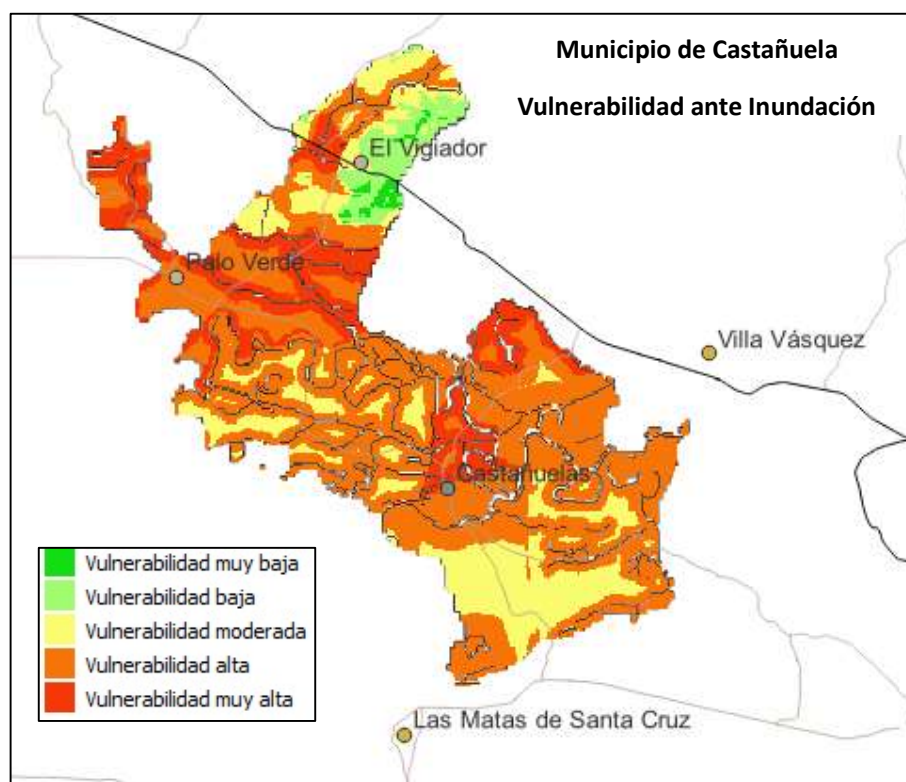 Municipio de Castañuela
Vulnerabilidad ante Inundación
El Vigiador
Palo Verde
Villa Vásquez
Castañuelas
Vulnerabilidad muy baja
Vulnerabilidad baja
Vulnerabilidad moderada
Vulnerabilidad alta
Vulnerabilidad muy alta
Las Matas de Santa Cruz